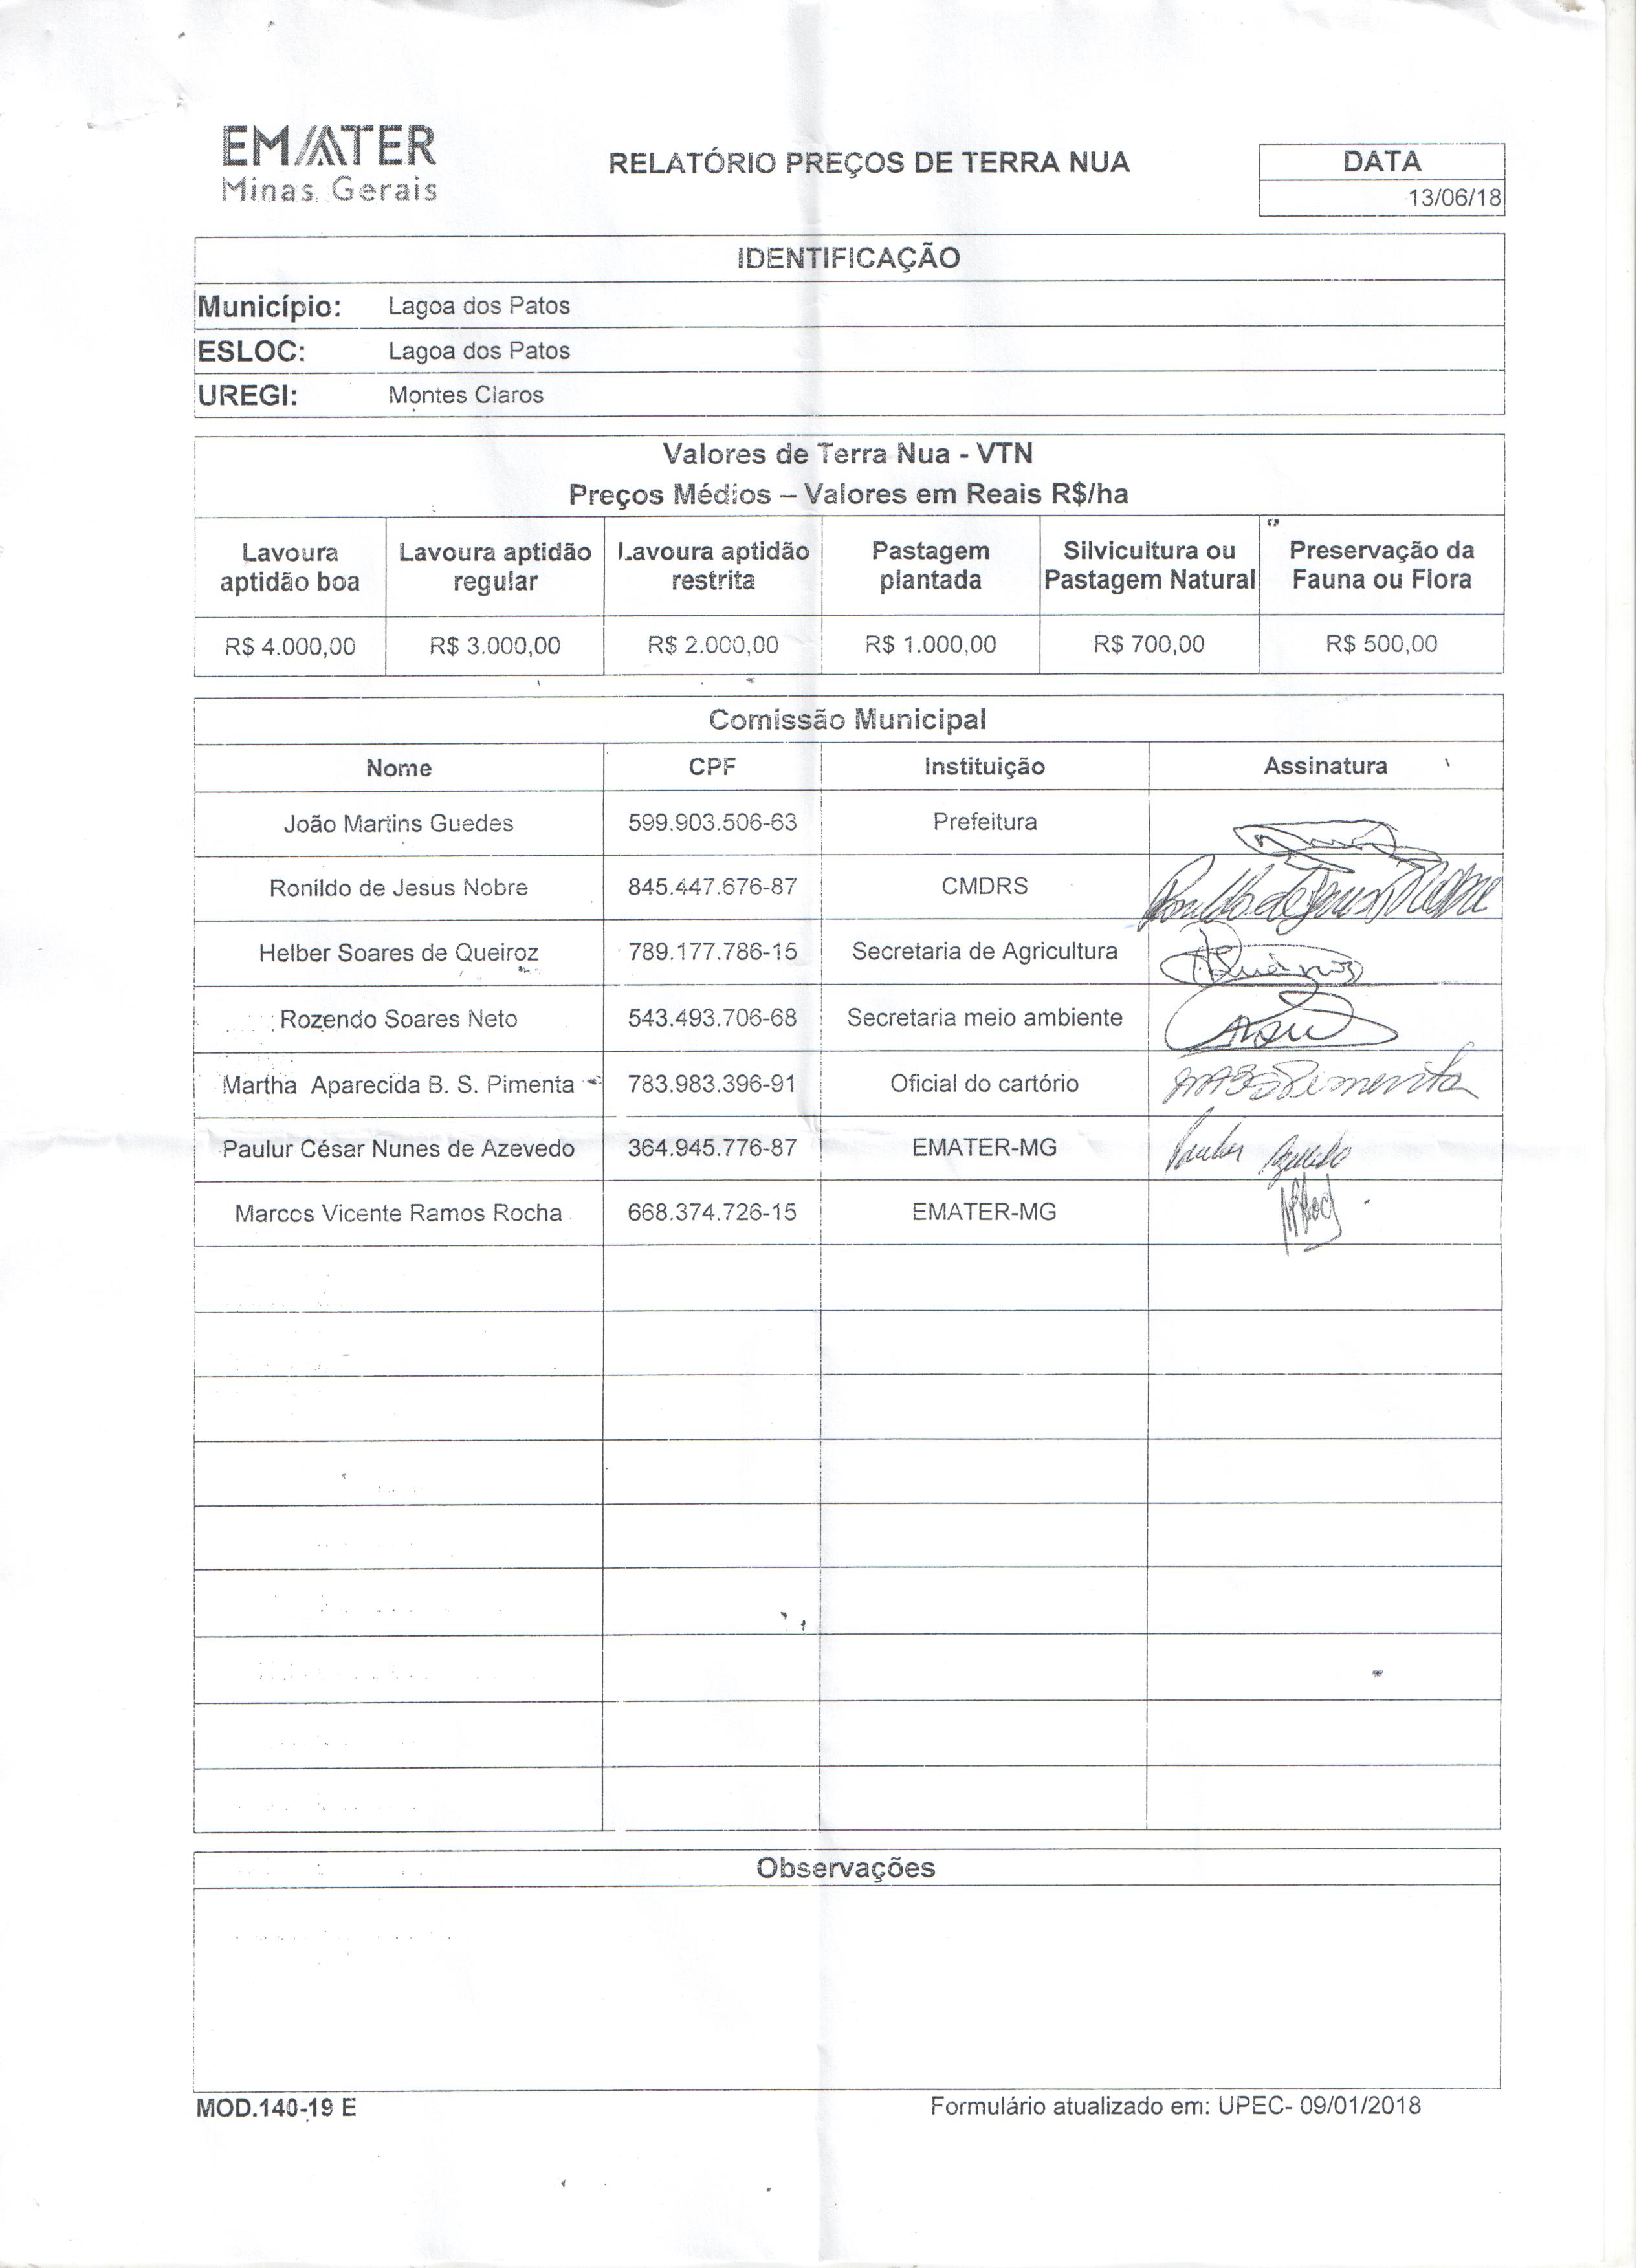 EMATER
Minas Gerais
RELATÓRIO PREÇOS DE TERRA NUA
DATA
13/06/18
IDENTIFICAÇÃO
Município: Lagoa dos Patos
ESLOC: Lagoa dos Patos
UREGI: Montes Claros
Valores de Terra Nua - VTN
Preços Médios – Valores em Reais R$/ha
Lavoura aptidão boa
Lavoura aptidão regular
Lavoura aptidão restrita
Pastagem plantada
Silvicultura ou Pastagem Natural
Preservação da Fauna ou Flora
R$ 4.000,00 R$ 3.000,00 R$ 2.000,00 R$ 1.000,00 R$ 700,00 R$ 500,00
Comissão Municipal
Nome CPF Instituição Assinatura
João Martins Guedes 599.903.506-63 Prefeitura
Ronildo de Jesus Nobre 845.447.676-87 CMDRS Ronildo de Jesus Nobre
Helber Soares de Queiroz 789.177.786-15 Secretaria de Agricultura
Rozendo Soares Neto 543.493.706-68 Secretaria meio ambiente
Martha Aparecida B. S. Pimenta 783.983.396-91 Oficial do cartório
Paulur César Nunes de Azevedo 364.945.776-87 EMATER-MG Paulur Azevedo
Marcos Vicente Ramos Rocha 668.374.726-15 EMATER-MG
Observações
MOD.140-19 E
Formulário atualizado em: UPEC- 09/01/2018